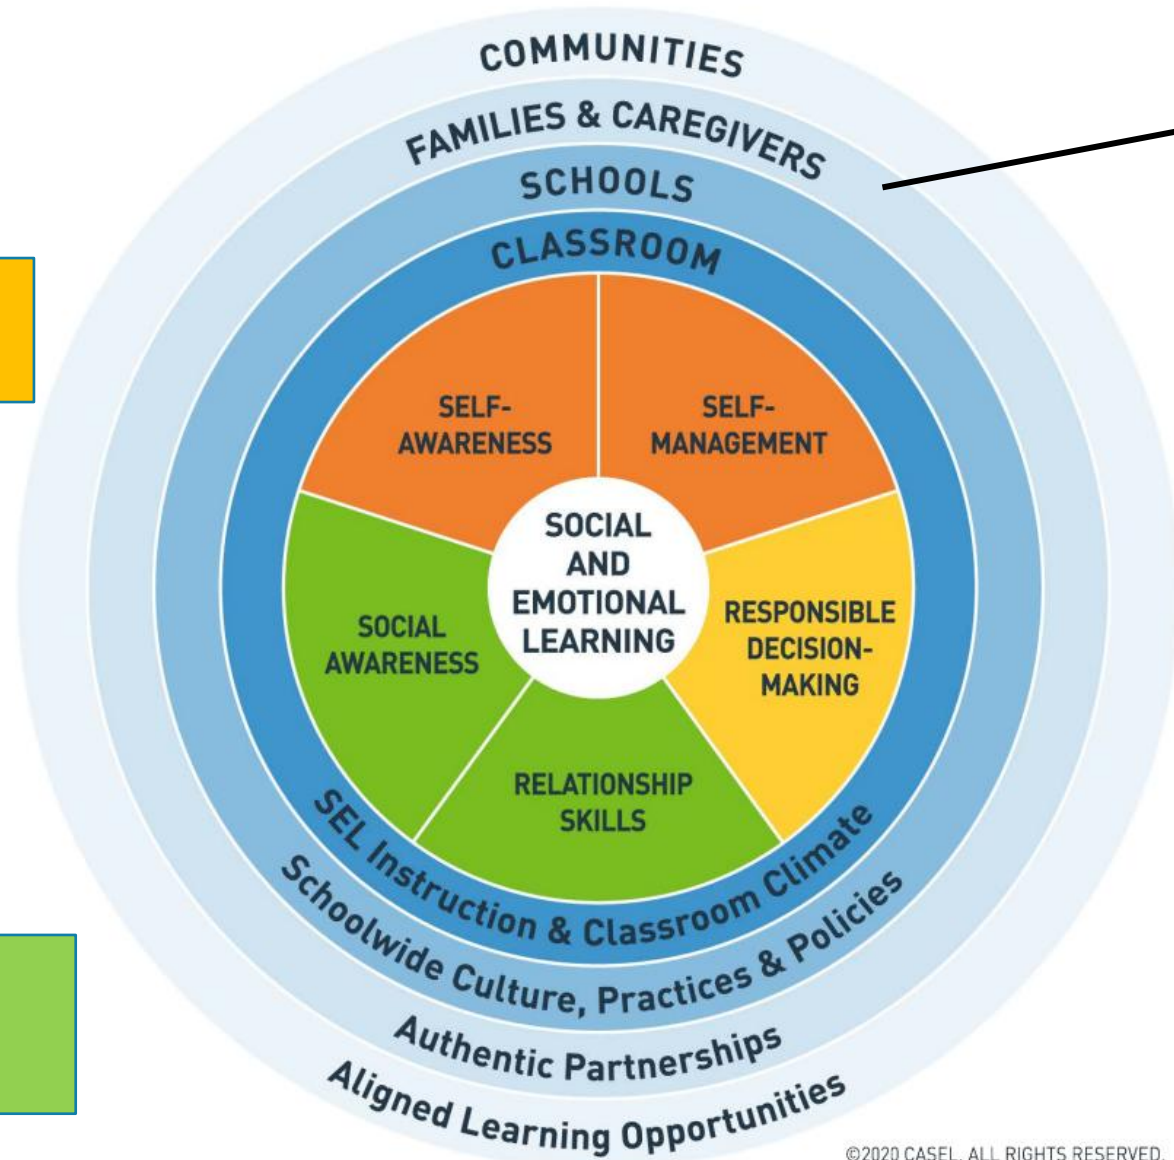 COMMUNITIES
FAMILIES & CAREGIVERS
SCHOOLS
CLASSROOM
SELF-
AWARENESS
SELF-
MANAGEMENT
SOCIAL
AND
EMOTIONAL
LEARNING
SOCIAL
AWARENESS
RESPONSIBLE
DECISION-
MAKING
RELATIONSHIP
SKILLS
SEL Instruction & Classroom Climate
Schoolwide Culture, Practices & Policies
Authentic Partnerships
Aligned Learning Opportunities
©2020 CASEL. ALL RIGHTS RESERVED.